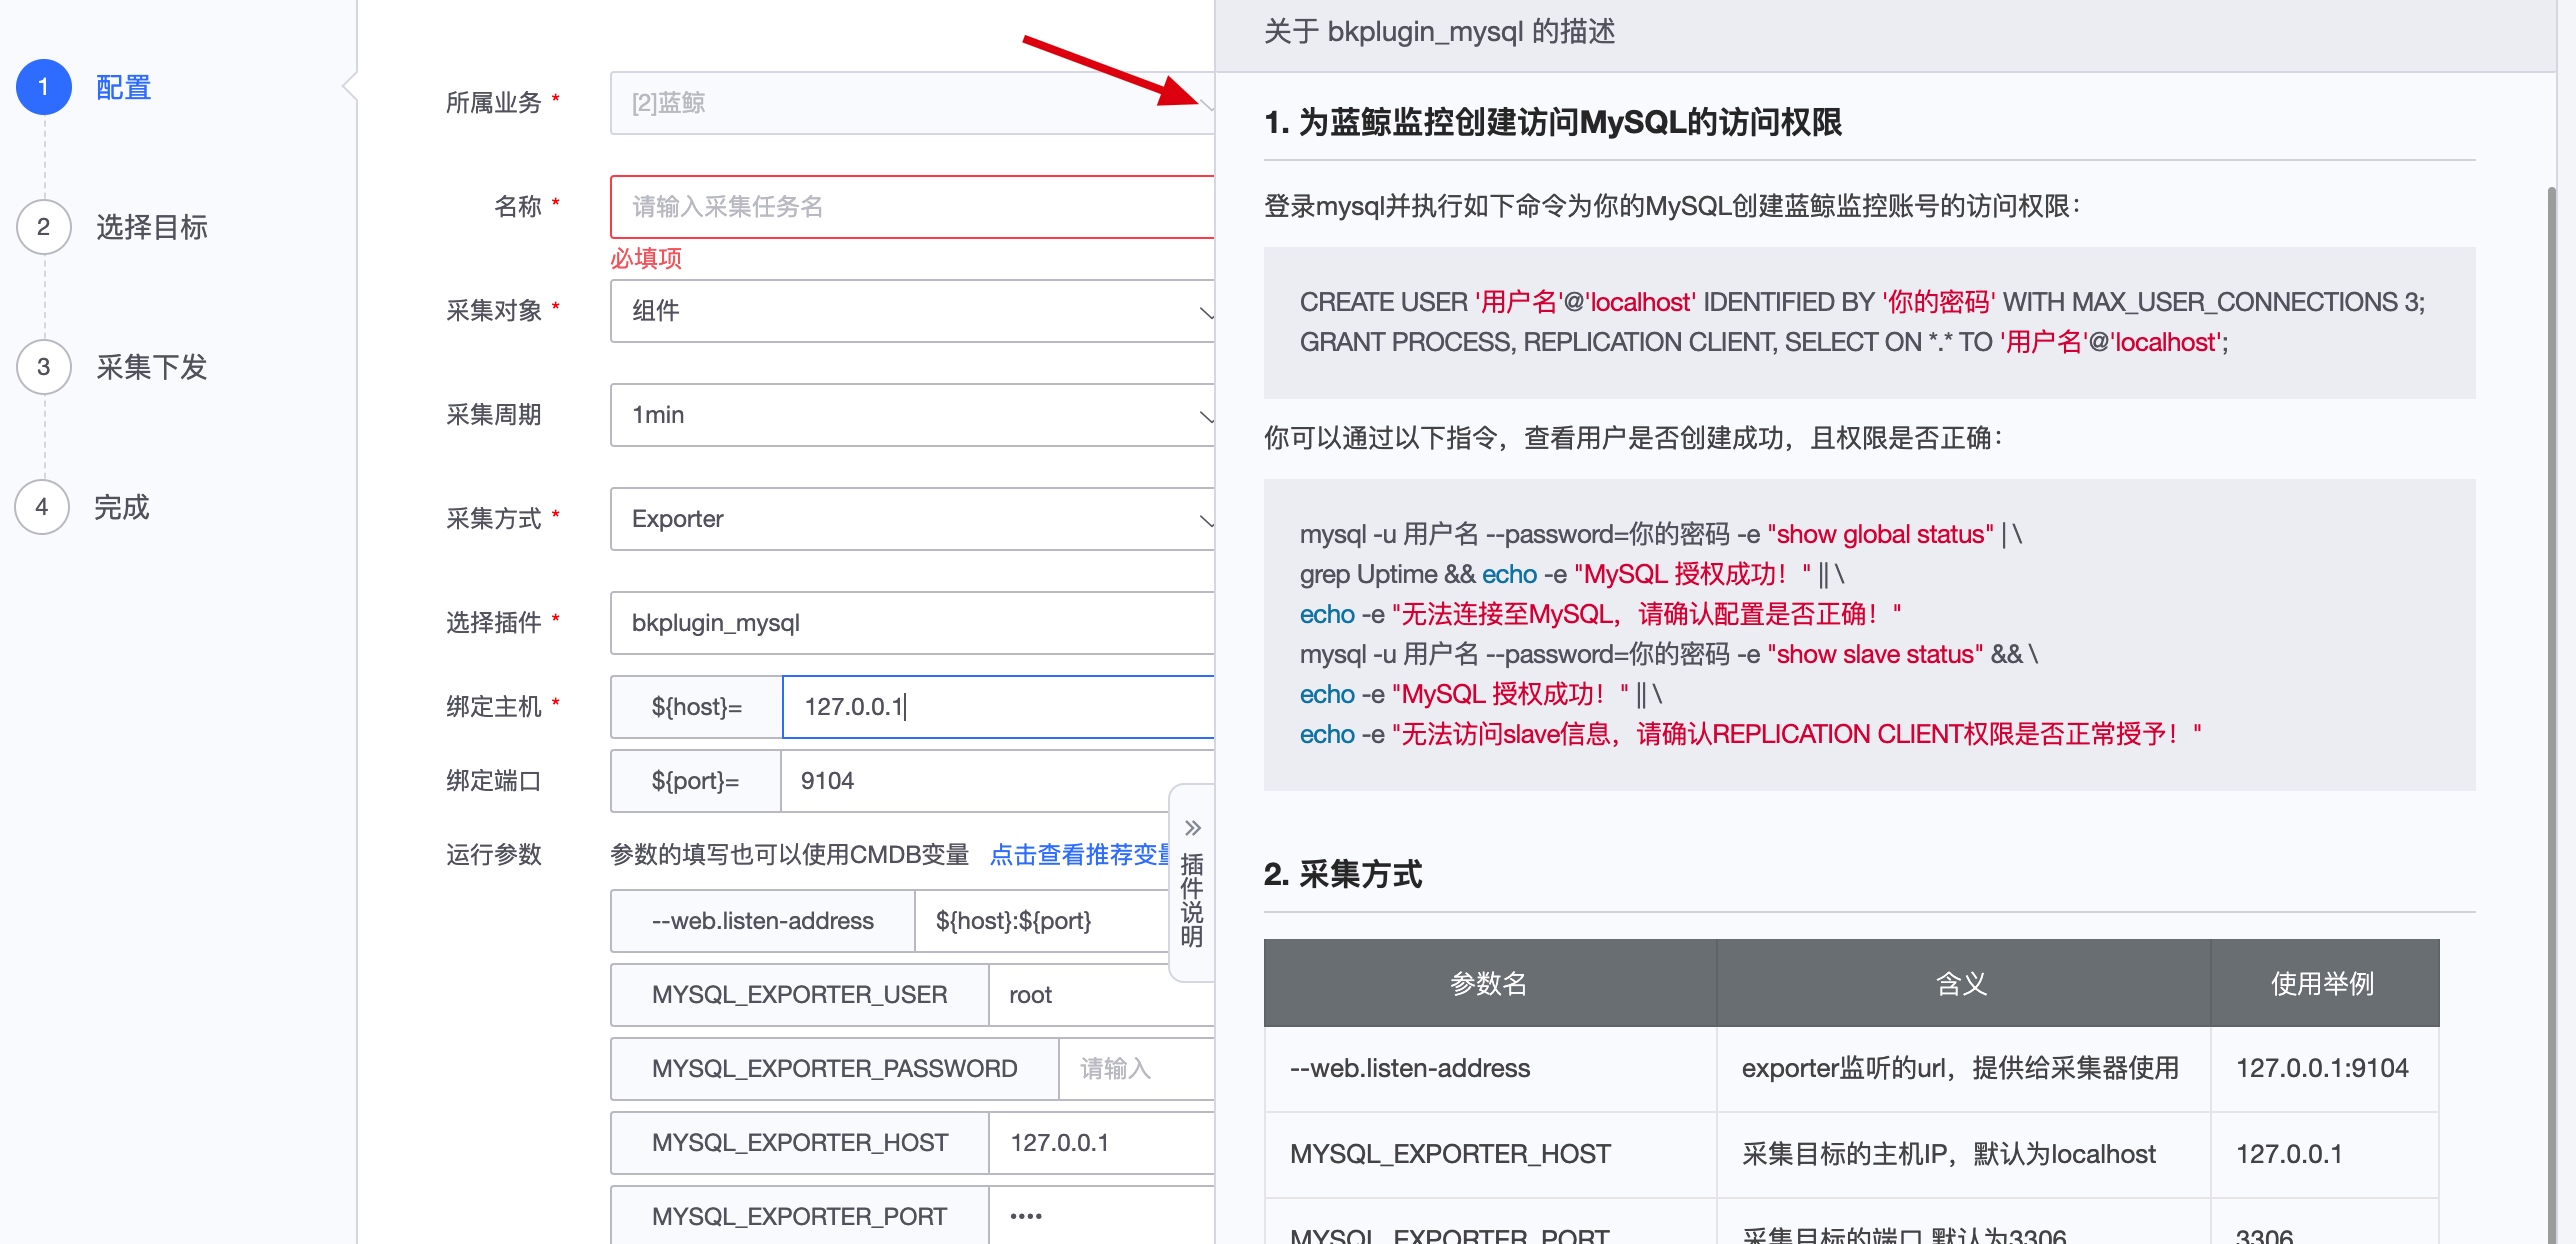 1 配置
2 选择目标
3 采集下发
4 完成
所属业务 * [2]蓝鲸
名称 * 请输入采集任务名
必填项
采集对象 * 组件
采集周期 1min
采集方式 * Exporter
选择插件 * bkplugin_mysql
绑定主机 * ${host}= 127.0.0.1
绑定端口 ${port}= 9104
运行参数 参数的填写也可以使用CMDB变量 点击查看推荐变量
--web.listen-address ${host}:${port}
MYSQL_EXPORTER_USER root
MYSQL_EXPORTER_PASSWORD 请输入
MYSQL_EXPORTER_HOST 127.0.0.1
MYSQL_EXPORTER_PORT ••••
插件说明
关于 bkplugin_mysql 的描述
1. 为蓝鲸监控创建访问MySQL的访问权限
登录mysql并执行如下命令为你的MySQL创建蓝鲸监控账号的访问权限：
CREATE USER '用户名'@'localhost' IDENTIFIED BY '你的密码' WITH MAX_USER_CONNECTIONS 3;
GRANT PROCESS, REPLICATION CLIENT, SELECT ON *.* TO '用户名'@'localhost';
你可以通过以下指令，查看用户是否创建成功，且权限是否正确：
mysql -u 用户名 --password=你的密码 -e "show global status" | \
grep Uptime && echo -e "MySQL 授权成功！" || \
echo -e "无法连接至MySQL，请确认配置是否正确！"
mysql -u 用户名 --password=你的密码 -e "show slave status" && \
echo -e "MySQL 授权成功！" || \
echo -e "无法访问slave信息，请确认REPLICATION CLIENT权限是否正常授予！"
2. 采集方式
参数名 含义 使用举例
--web.listen-address exporter监听的url，提供给采集器使用 127.0.0.1:9104
MYSQL_EXPORTER_HOST 采集目标的主机IP，默认为localhost 127.0.0.1
MYSQL_EXPORTER_PORT 采集目标的端口,默认为3306 3306